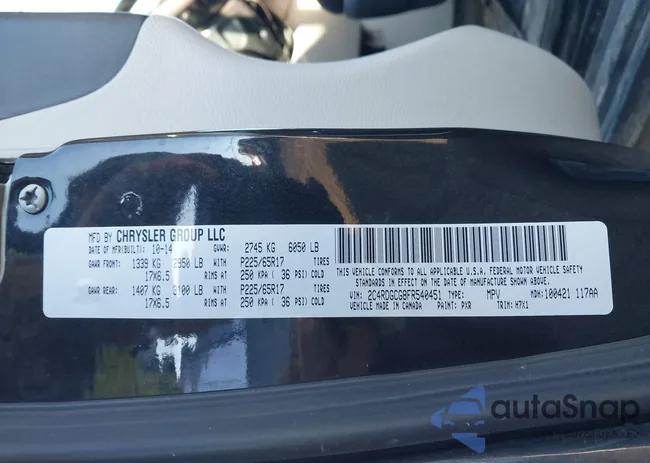 MFD BY CHRYSLER GROUP LLC
DATE OF MFR(BUILT): 10-14 GVWR: 2745 KG 6050 LB
GAWR FRONT: 1339 KG 2950 LB WITH P225/65R17
17X6.5 RIMS AT 250 KPA ( 36 PSI) COLD
GAWR REAR: 1407 KG 3100 LB WITH P225/65R17
17X6.5 RIMS AT 250 KPA ( 36 PSI) COLD
THIS VEHICLE CONFORMS TO ALL APPLICABLE U.S.A. FEDERAL MOTOR VEHICLE SAFETY
STANDARDS IN EFFECT ON THE DATE OF MANUFACTURE SHOWN ABOVE.
VIN: 2C4RDGCG8FR540451 TYPE: MPV MDH: 100421 117AA
VEHICLE MADE IN CANADA PAINT: PXR TRIM: H7X1
autoSnap